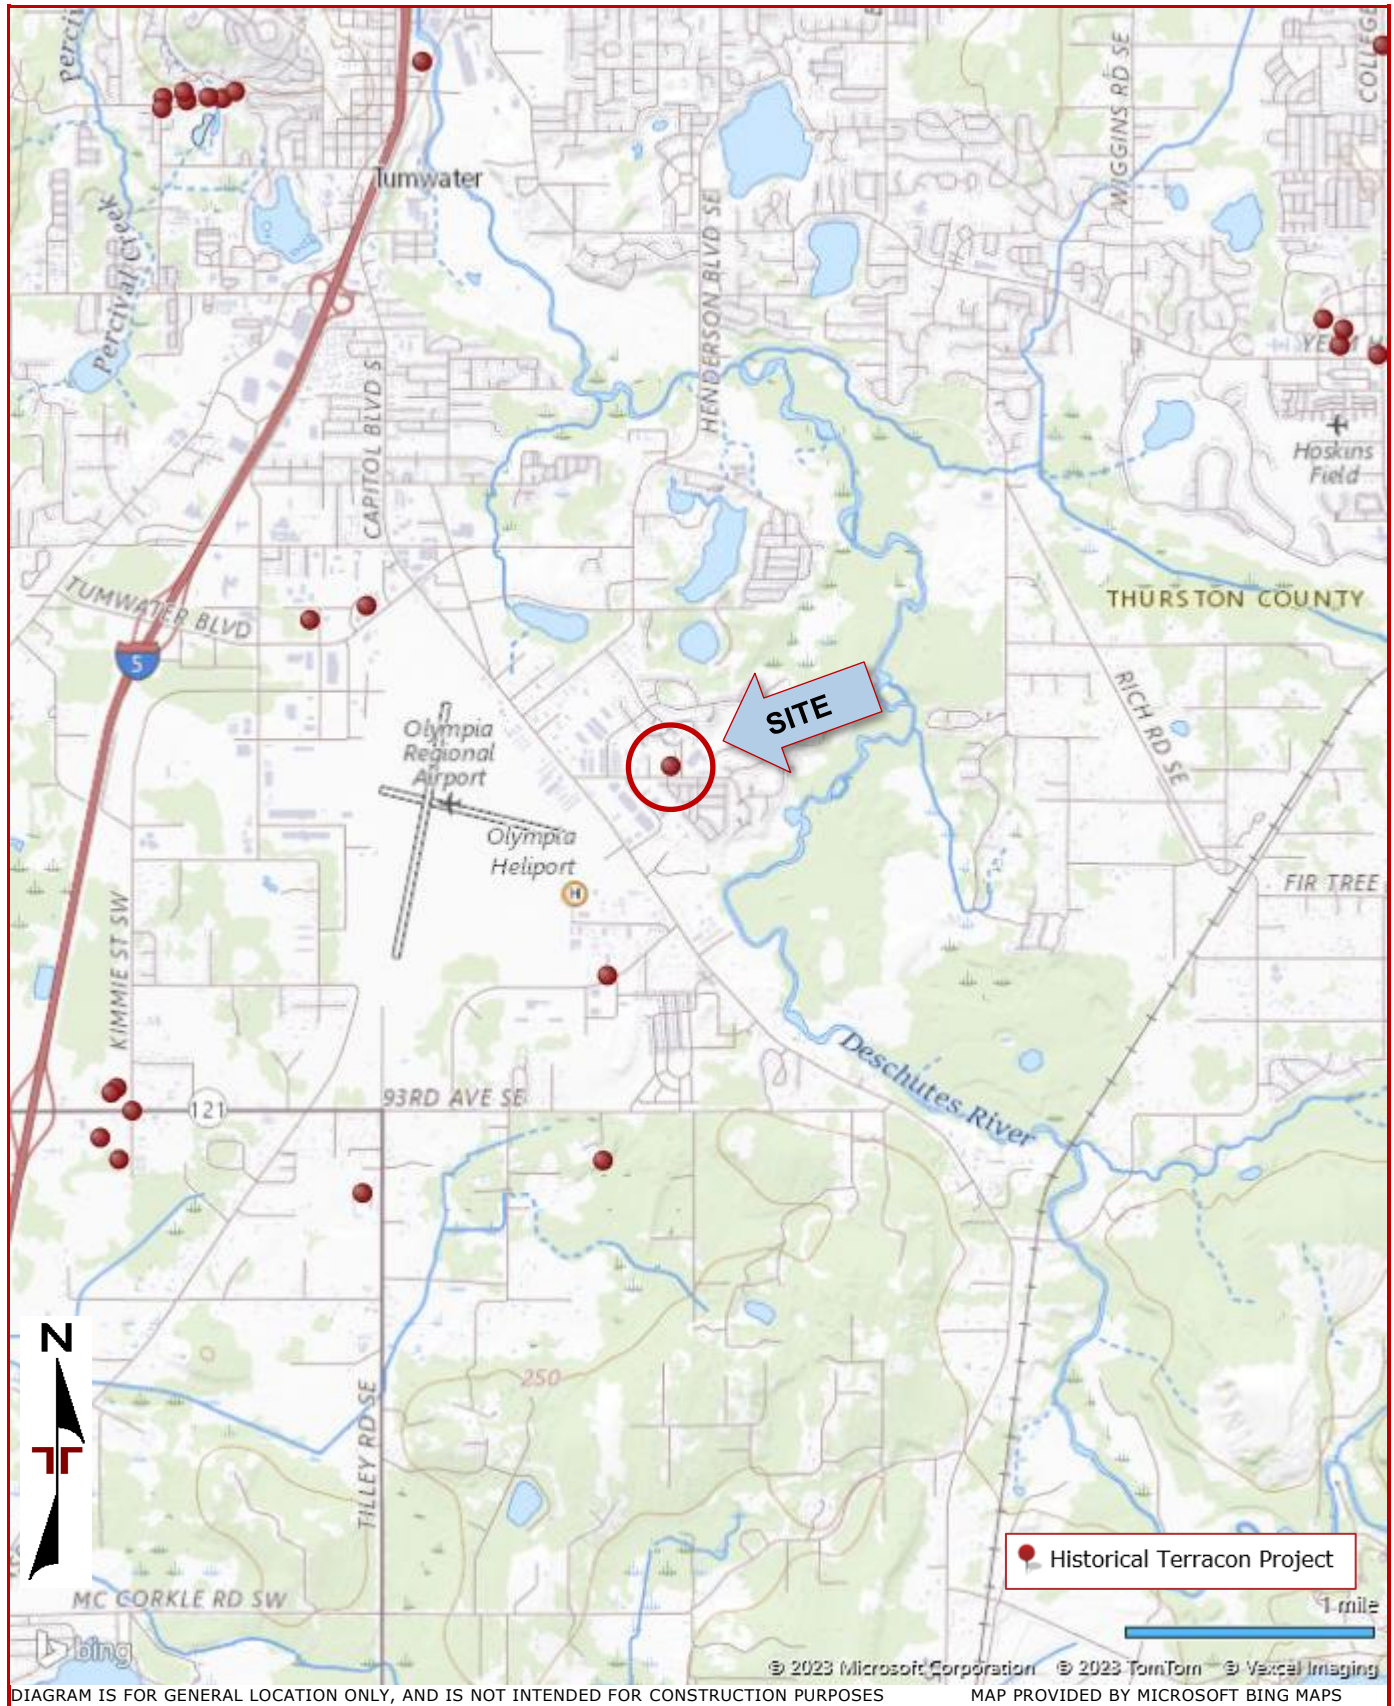 Perciv
COLLEGE
WIGGINS RD SE
Tumwater
HENDERSON BLVD SE
Percival Creek
CAPITOL BLVD S
YELM H
Hoskins
Field
TUMWATER BLVD
THURSTON COUNTY
5
RICH RD SE
SITE
Olympia
Regional
Airport
Olympia
Heliport
H
FIR TREE
KIMMIE ST SW
Deschutes River
93RD AVE SE
121
N
250
TILLEY RD SE
Historical Terracon Project
MC CORKLE RD SW
1 mile
bing
© 2023 Microsoft Corporation © 2023 TomTom © Vexcel Imaging
DIAGRAM IS FOR GENERAL LOCATION ONLY, AND IS NOT INTENDED FOR CONSTRUCTION PURPOSES
MAP PROVIDED BY MICROSOFT BING MAPS